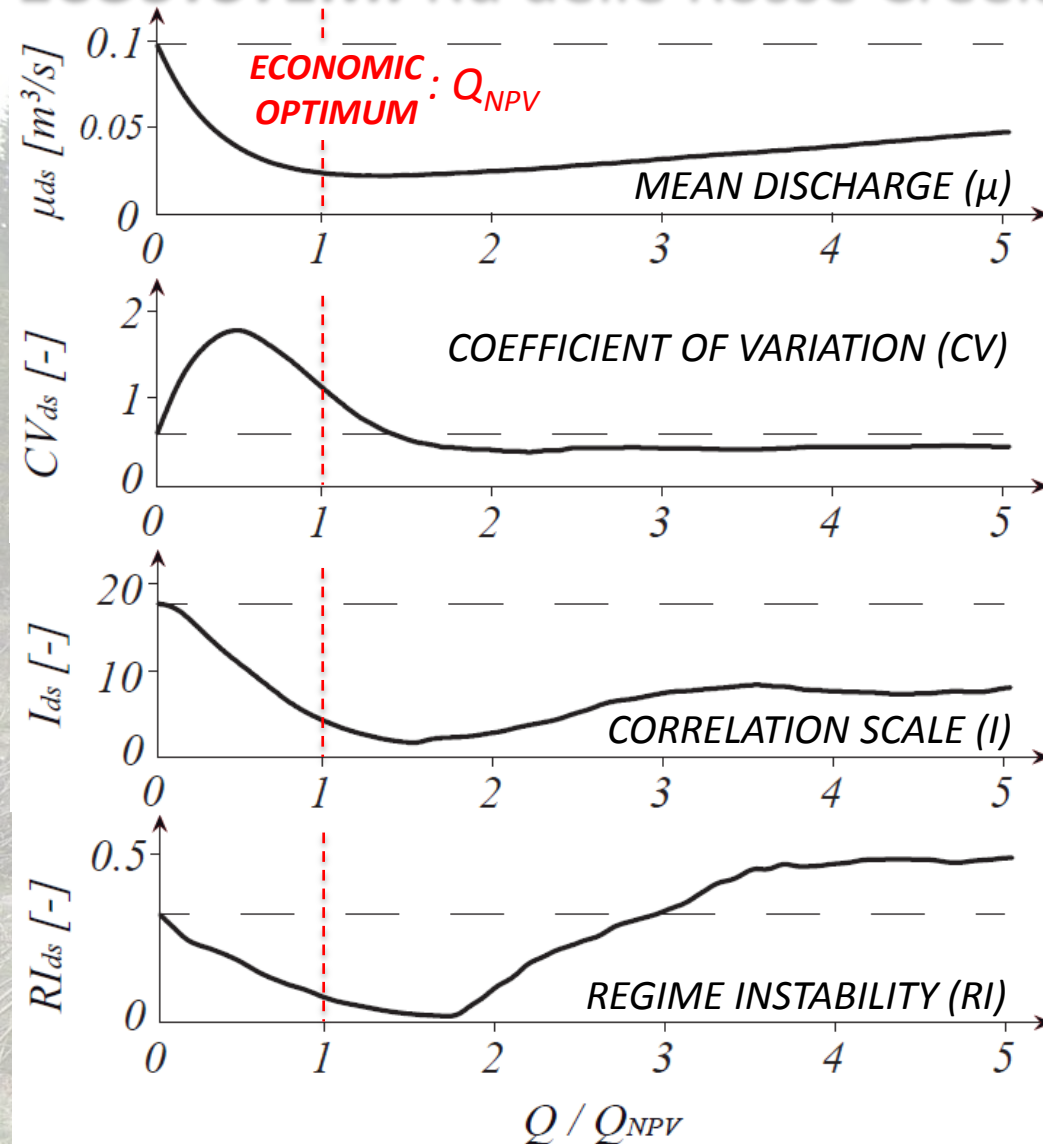 0.1
0.05
0
μds [m³/s]
ECONOMIC
OPTIMUM : Q_NPV
MEAN DISCHARGE (μ)
0 1 2 3 4 5
2
1
0
CVds [-]
COEFFICIENT OF VARIATION (CV)
0 1 2 3 4 5
20
10
0
Ids [-]
CORRELATION SCALE (I)
0 1 2 3 4 5
0.5
0
RIds [-]
REGIME INSTABILITY (RI)
0 1 2 3 4 5
Q / QNPV